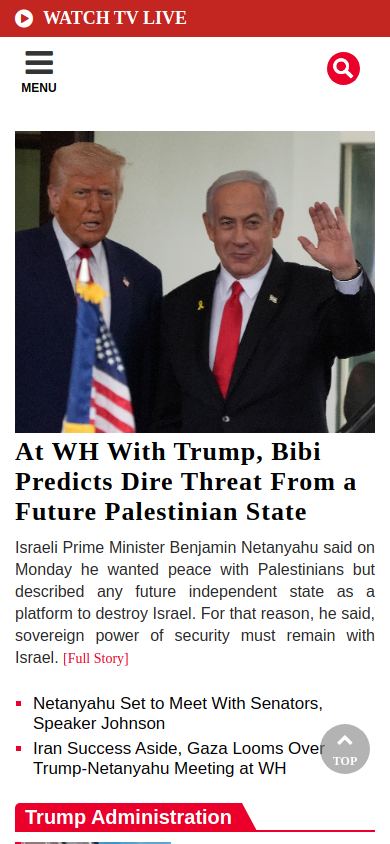 WATCH TV LIVE
MENU
At WH With Trump, Bibi
Predicts Dire Threat From a
Future Palestinian State
Israeli Prime Minister Benjamin Netanyahu said on
Monday he wanted peace with Palestinians but
described any future independent state as a
platform to destroy Israel. For that reason, he said,
sovereign power of security must remain with
Israel. [Full Story]
Netanyahu Set to Meet With Senators,
Speaker Johnson
Iran Success Aside, Gaza Looms Over
Trump-Netanyahu Meeting at WH
TOP
Trump Administration